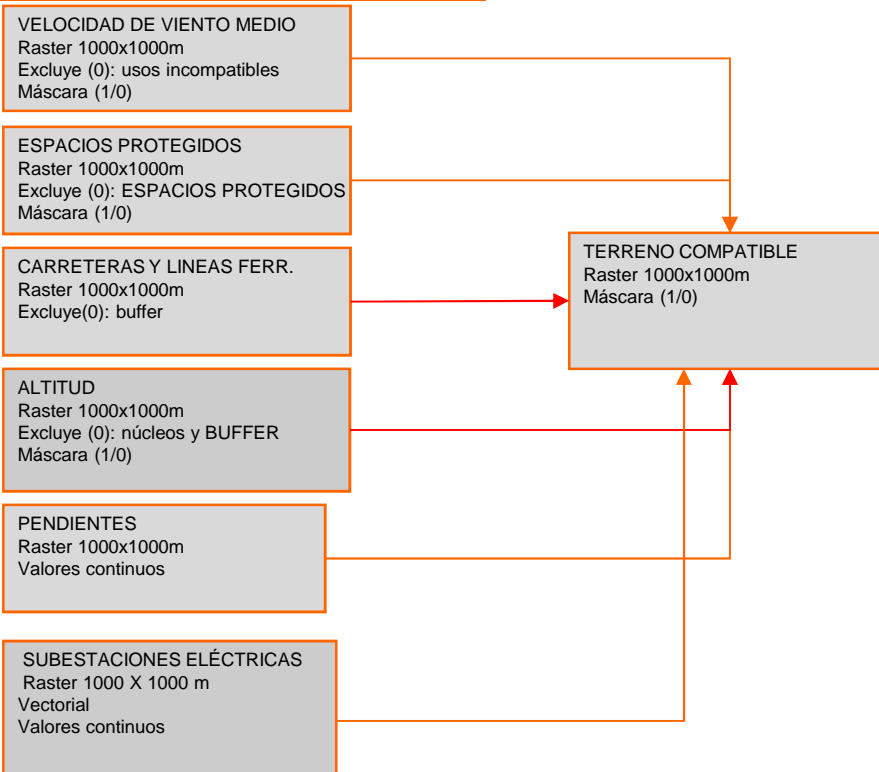 VELOCIDAD DE VIENTO MEDIO
Raster 1000x1000m
Excluye (0): usos incompatibles
Máscara (1/0)
ESPACIOS PROTEGIDOS
Raster 1000x1000m
Excluye (0): ESPACIOS PROTEGIDOS
Máscara (1/0)
CARRETERAS Y LINEAS FERR.
Raster 1000x1000m
Excluye(0): buffer
TERRENO COMPATIBLE
Raster 1000x1000m
Máscara (1/0)
ALTITUD
Raster 1000x1000m
Excluye (0): núcleos y BUFFER
Máscara (1/0)
PENDIENTES
Raster 1000x1000m
Valores continuos
SUBESTACIONES ELÉCTRICAS
Raster 1000 X 1000 m
Vectorial
Valores continuos